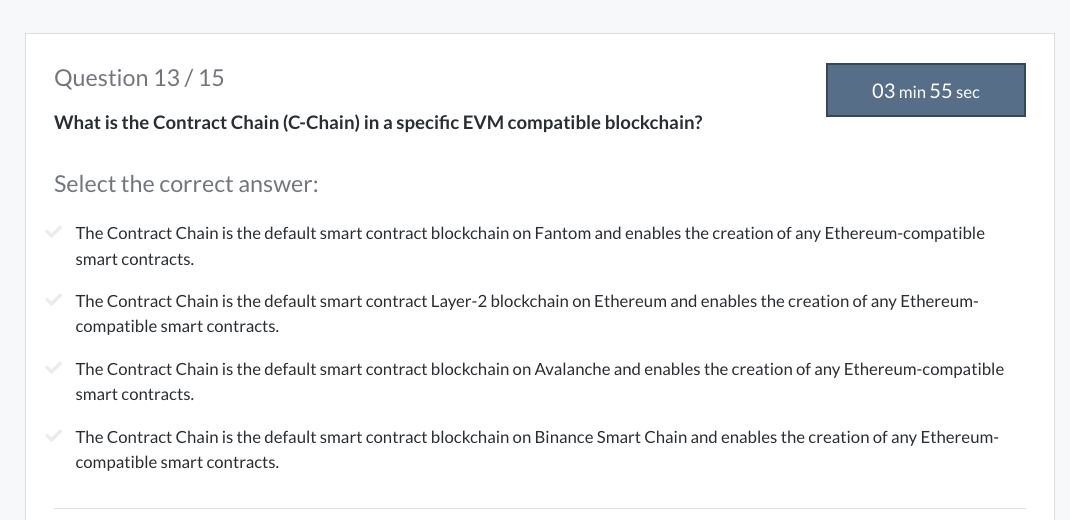 Question 13 / 15
03 min 55 sec
What is the Contract Chain (C-Chain) in a specific EVM compatible blockchain?
Select the correct answer:
The Contract Chain is the default smart contract blockchain on Fantom and enables the creation of any Ethereum-compatible
smart contracts.
The Contract Chain is the default smart contract Layer-2 blockchain on Ethereum and enables the creation of any Ethereum-
compatible smart contracts.
The Contract Chain is the default smart contract blockchain on Avalanche and enables the creation of any Ethereum-compatible
smart contracts.
The Contract Chain is the default smart contract blockchain on Binance Smart Chain and enables the creation of any Ethereum-
compatible smart contracts.